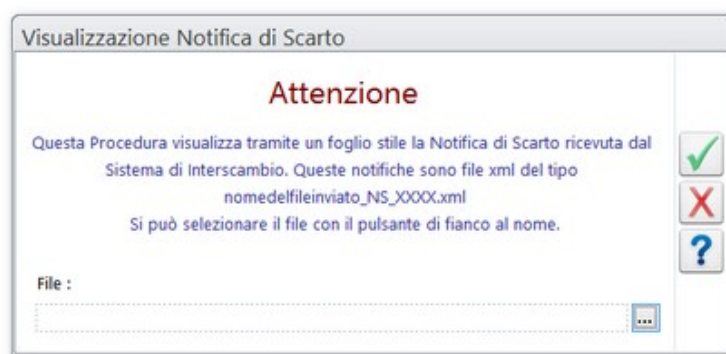 Visualizzazione Notifica di Scarto
Attenzione
Questa Procedura visualizza tramite un foglio stile la Notifica di Scarto ricevuta dal
Sistema di Interscambio. Queste notifiche sono file xml del tipo
nomedelfileinviato_NS_XXXX.xml
Si può selezionare il file con il pulsante di fianco al nome.
File :
...